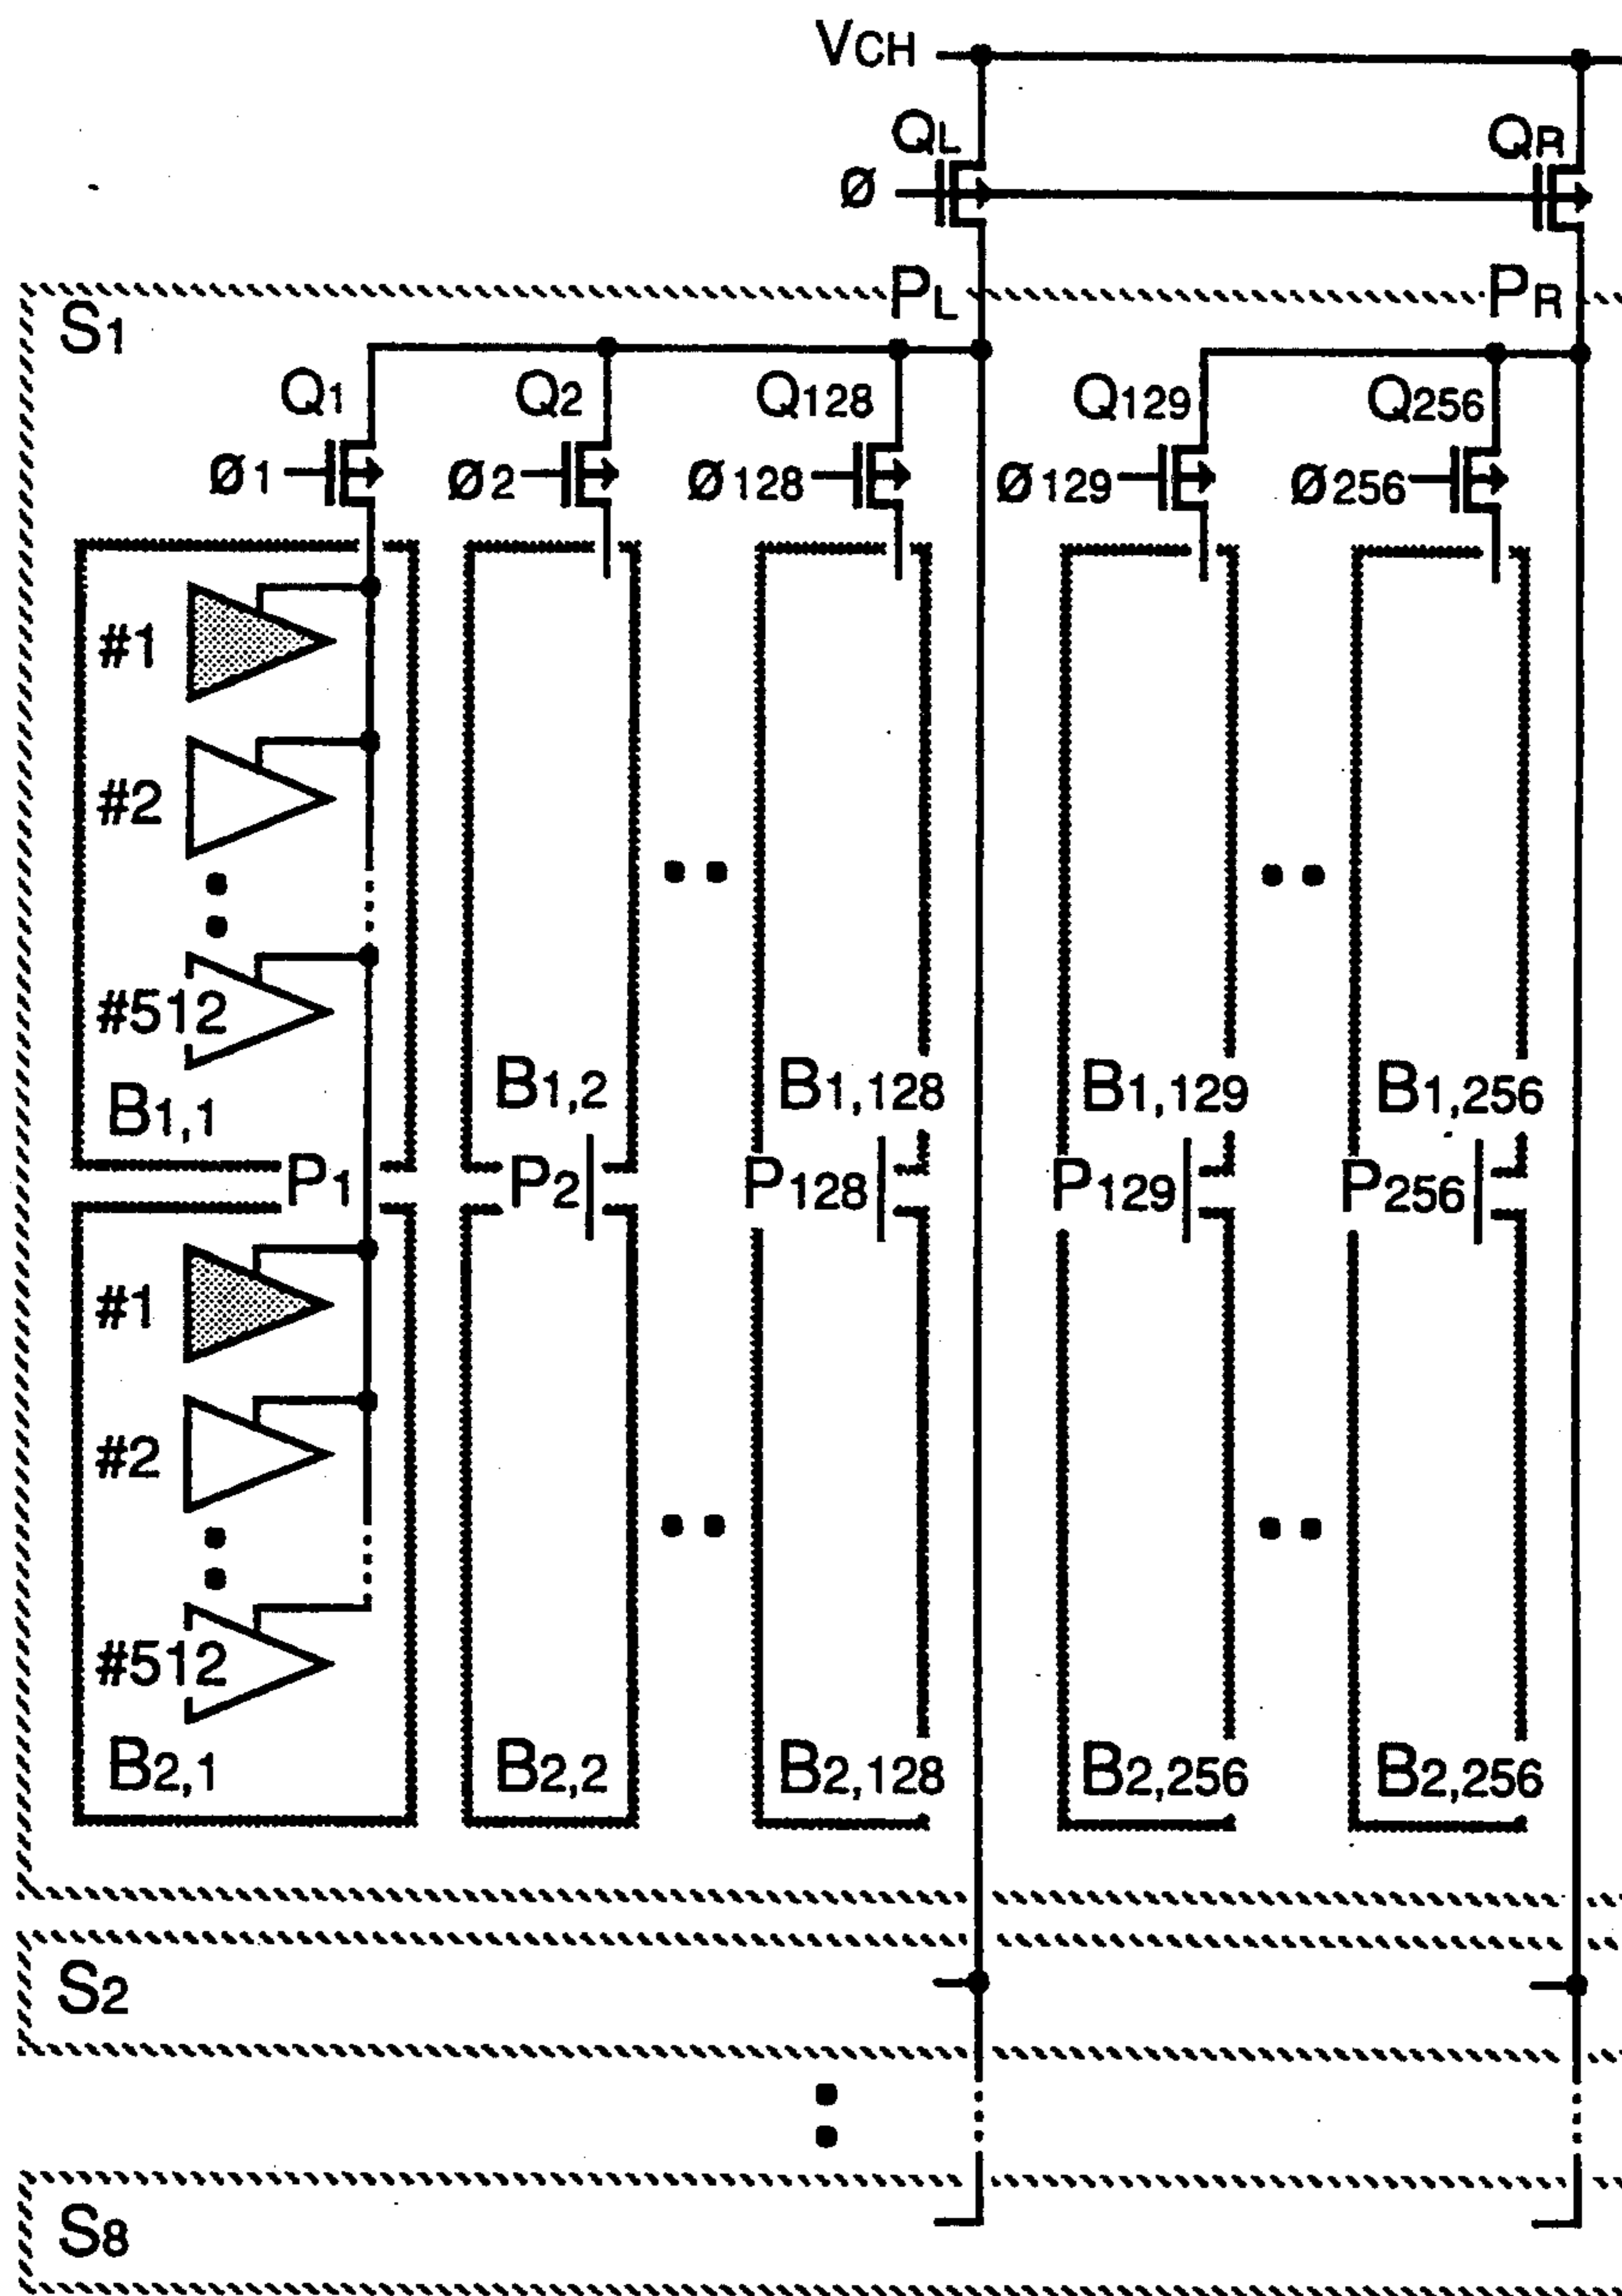 VCH
QL
QR
Ø
PL
PR
S1
Q1
Q2
Q128
Q129
Q256
Ø1
Ø2
Ø128
Ø129
Ø256
#1
#2
#512
B1,1
B1,2
B1,128
B1,129
B1,256
P1
P2
P128
P129
P256
#1
#2
#512
B2,1
B2,2
B2,128
B2,256
B2,256
S2
S8